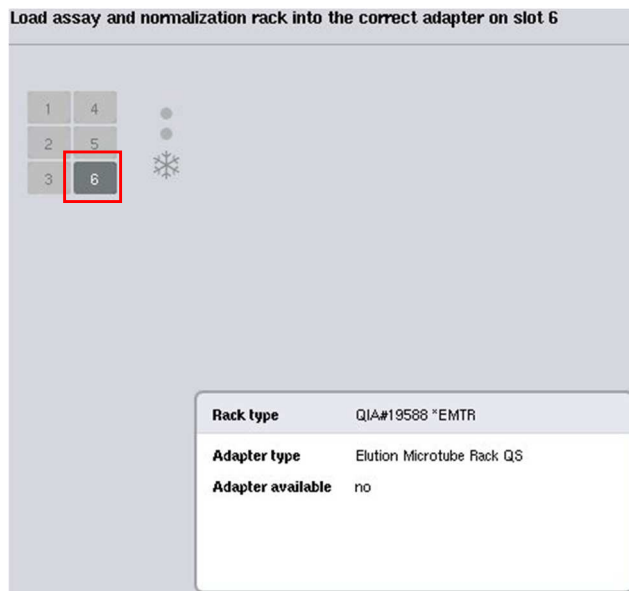 Load assay and normalization rack into the correct adapter on slot 6
1 4
2 5
3 6
Rack type QIA#19588 *EMTR
Adapter type Elution Microtube Rack QS
Adapter available no